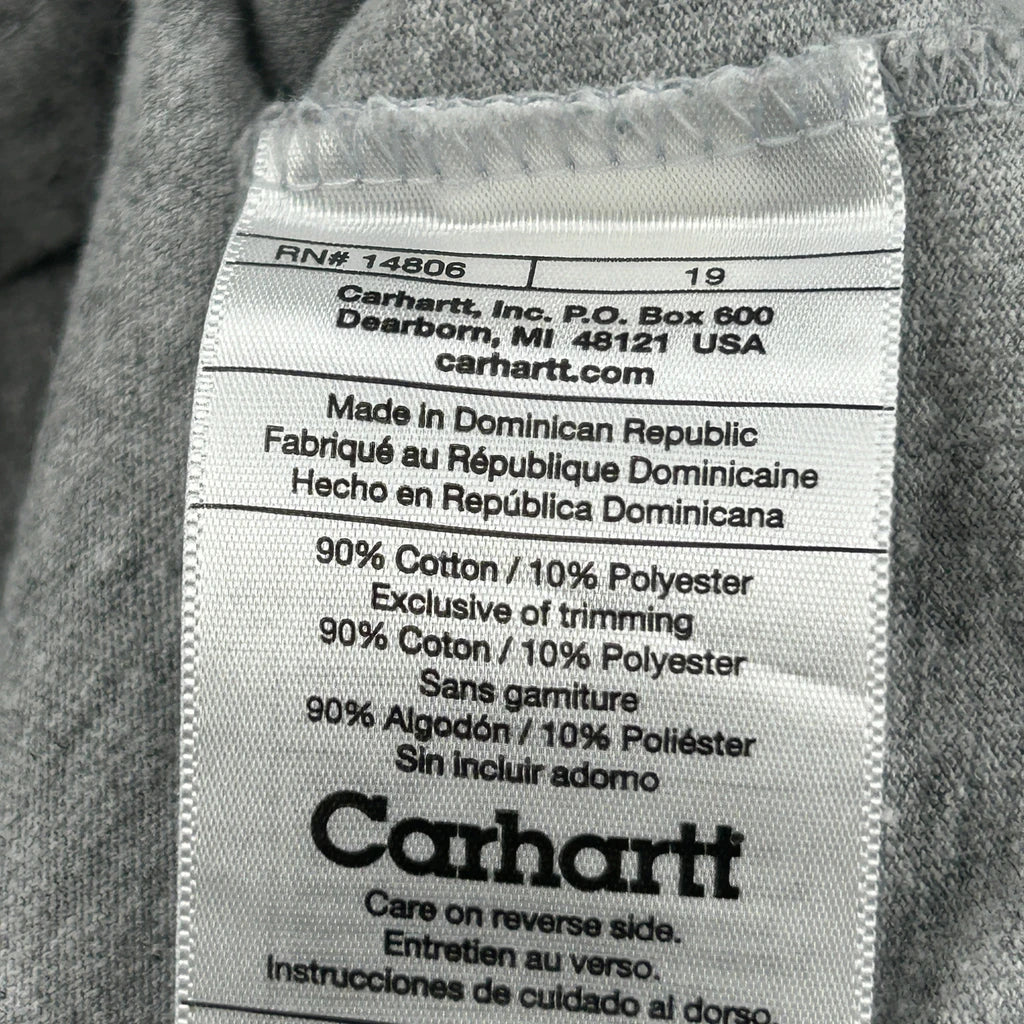 RN# 14806 19
Carhartt, Inc. P.O. Box 600
Dearborn, MI 48121 USA
carhartt.com
Made in Dominican Republic
Fabriqué au République Dominicaine
Hecho en República Dominicana
90% Cotton / 10% Polyester
Exclusive of trimming
90% Coton / 10% Polyester
Sans garniture
90% Algodón / 10% Poliéster
Sin incluir adorno
Carhartt
Care on reverse side.
Entretien au verso.
Instrucciones de cuidado al dorso.